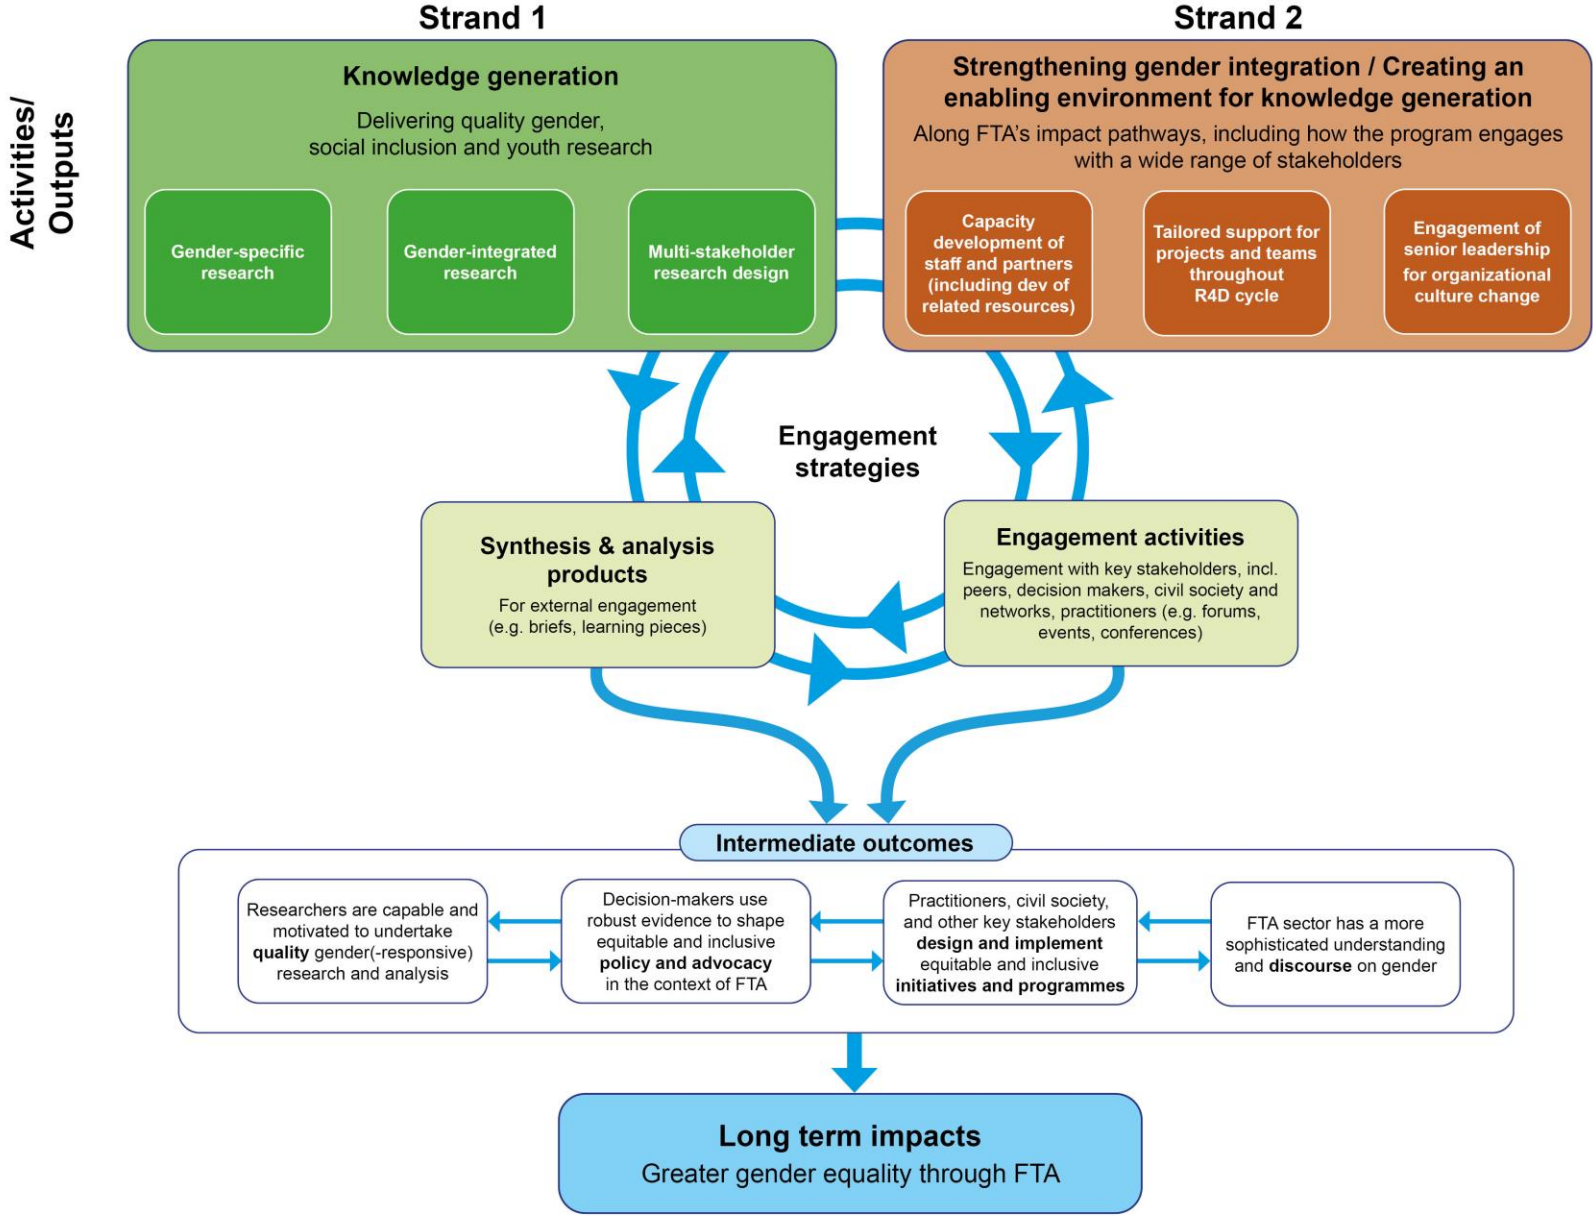 Strand 1
Strand 2
Activities/
Outputs
Knowledge generation
Delivering quality gender,
social inclusion and youth research
Gender-specific
research
Gender-integrated
research
Multi-stakeholder
research design
Strengthening gender integration / Creating an
enabling environment for knowledge generation
Along FTA's impact pathways, including how the program engages
with a wide range of stakeholders
Capacity
development of
staff and partners
(including dev of
related resources)
Tailored support for
projects and teams
throughout
R4D cycle
Engagement of
senior leadership
for organizational
culture change
Engagement
strategies
Synthesis & analysis
products
For external engagement
(e.g. briefs, learning pieces)
Engagement activities
Engagement with key stakeholders, incl.
peers, decision makers, civil society and
networks, practitioners (e.g. forums,
events, conferences)
Intermediate outcomes
Researchers are capable and
motivated to undertake
quality gender(-responsive)
research and analysis
Decision-makers use
robust evidence to shape
equitable and inclusive
policy and advocacy
in the context of FTA
Practitioners, civil society,
and other key stakeholders
design and implement
equitable and inclusive
initiatives and programmes
FTA sector has a more
sophisticated understanding
and discourse on gender
Long term impacts
Greater gender equality through FTA